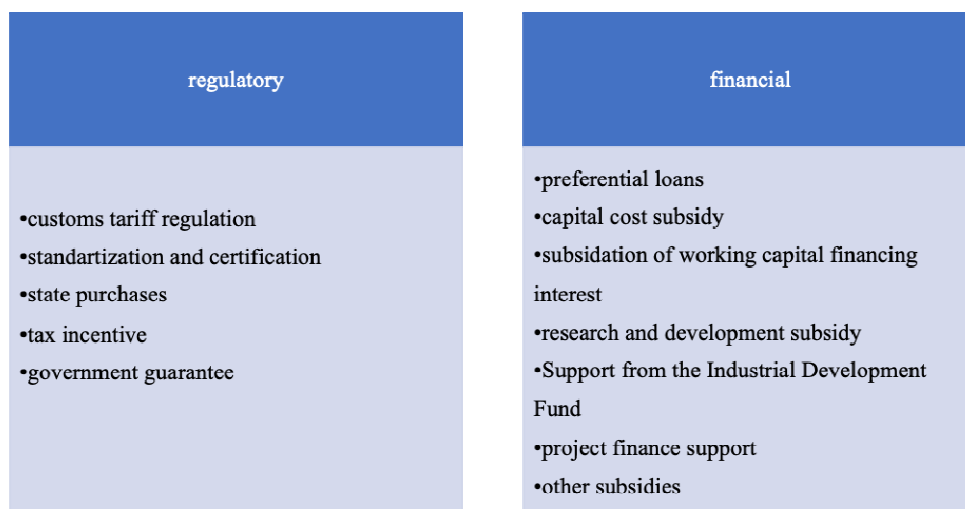 regulatory
•customs tariff regulation
•standartization and certification
•state purchases
•tax incentive
•government guarantee
financial
•preferential loans
•capital cost subsidy
•subsidation of working capital financing
interest
•research and development subsidy
•Support from the Industrial Development
Fund
•project finance support
•other subsidies